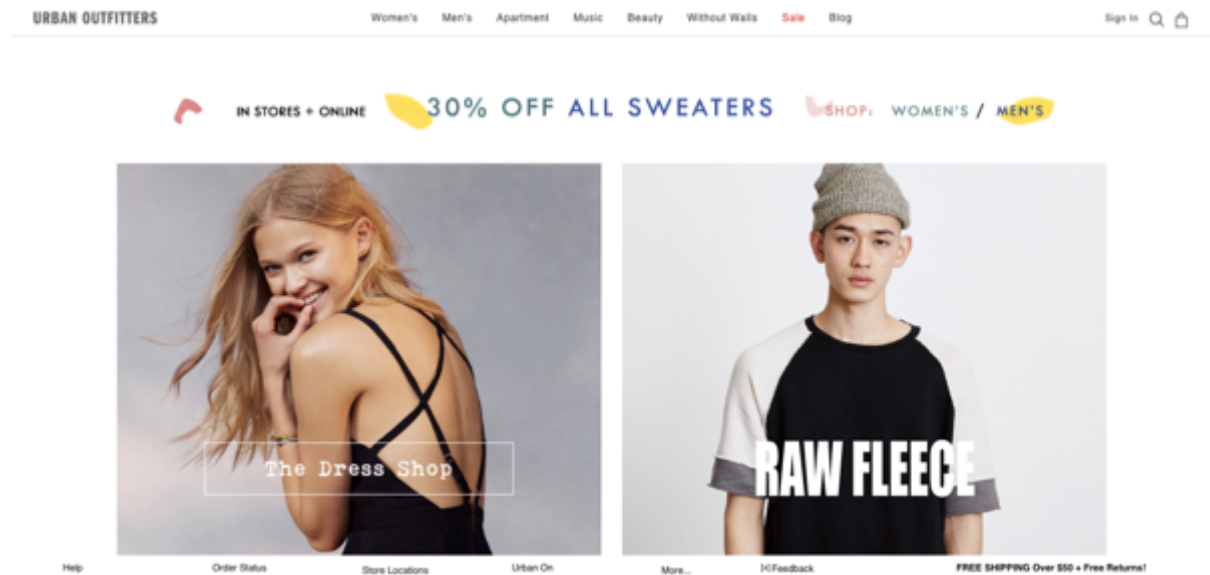 URBAN OUTFITTERS Women's Men's Apartment Music Beauty Without Walls Sale Blog Sign In
IN STORES + ONLINE 30% OFF ALL SWEATERS SHOP: WOMEN'S / MEN'S
The Dress Shop
RAW FLEECE
Help Order Status Store Locations Urban On More... [+]Feedback FREE SHIPPING Over $50 + Free Returns!